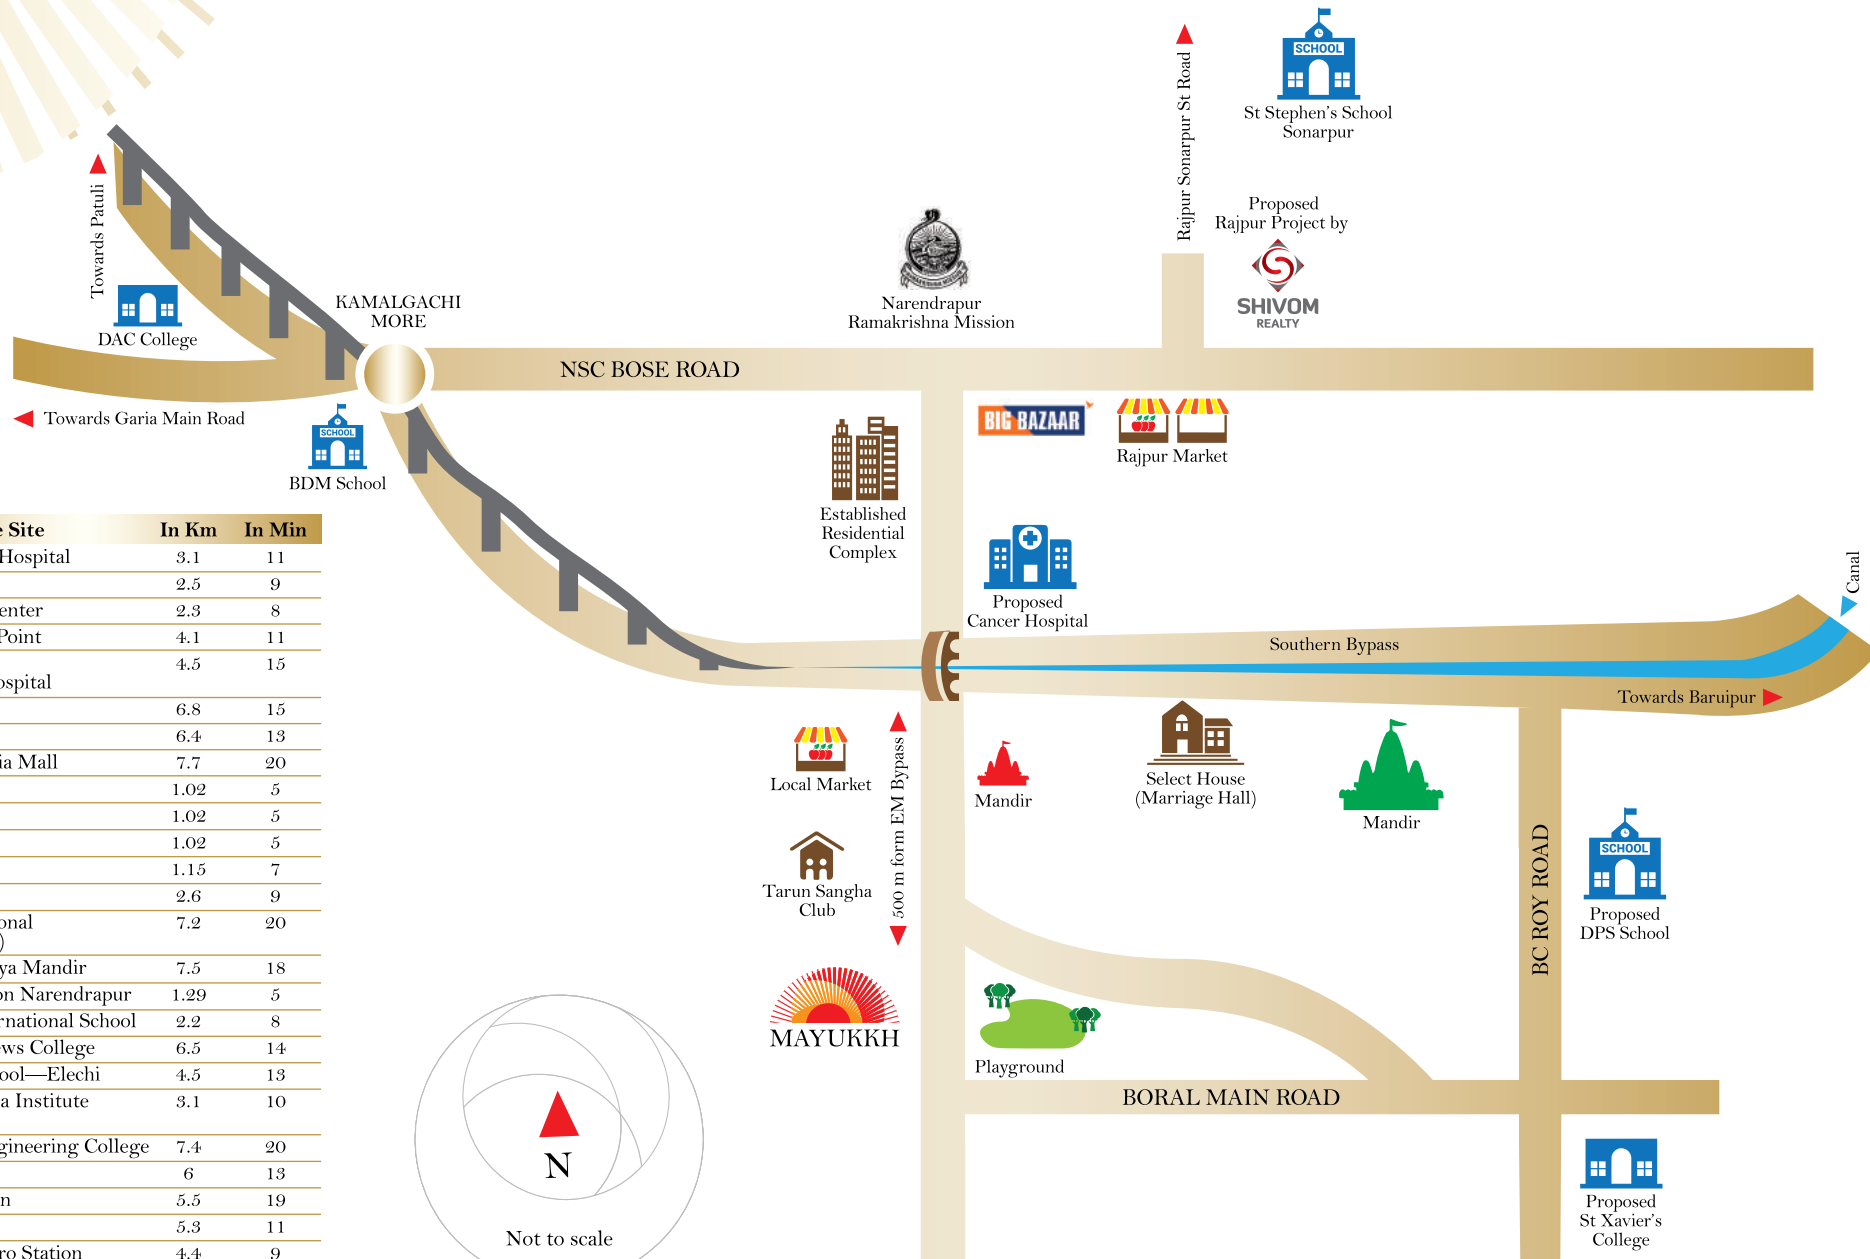 Rajpur Sonarpur St Road
SCHOOL
St Stephen's School
Sonarpur
Proposed
Rajpur Project by
SHIVOM
REALTY
Towards Patuli
DAC College
KAMALGACHI
MORE
Narendrapur
Ramakrishna Mission
NSC BOSE ROAD
Towards Garia Main Road
SCHOOL
BDM School
BIG BAZAAR
Rajpur Market
Established
Residential
Complex
Proposed
Cancer Hospital
Canal
Southern Bypass
Towards Baruipur
Local Market
500 m form EM Bypass
Mandir
Select House
(Marriage Hall)
Mandir
Tarun Sangha
Club
BC ROY ROAD
SCHOOL
Proposed
DPS School
MAYUKKH
Playground
BORAL MAIN ROAD
Proposed
St Xavier's
College
N
Not to scale
Site In Km In Min
Hospital 3.1 11
2.5 9
enter 2.3 8
Point 4.1 11
4.5 15
ospital
6.8 15
6.4 13
ia Mall 7.7 20
1.02 5
1.02 5
1.02 5
1.15 7
2.6 9
onal 7.2 20
)
ya Mandir 7.5 18
on Narendrapur 1.29 5
rnational School 2.2 8
ews College 6.5 14
ool—Elechi 4.5 13
a Institute 3.1 10
gineering College 7.4 20
6 13
n 5.5 19
5.3 11
ro Station 4.4 9